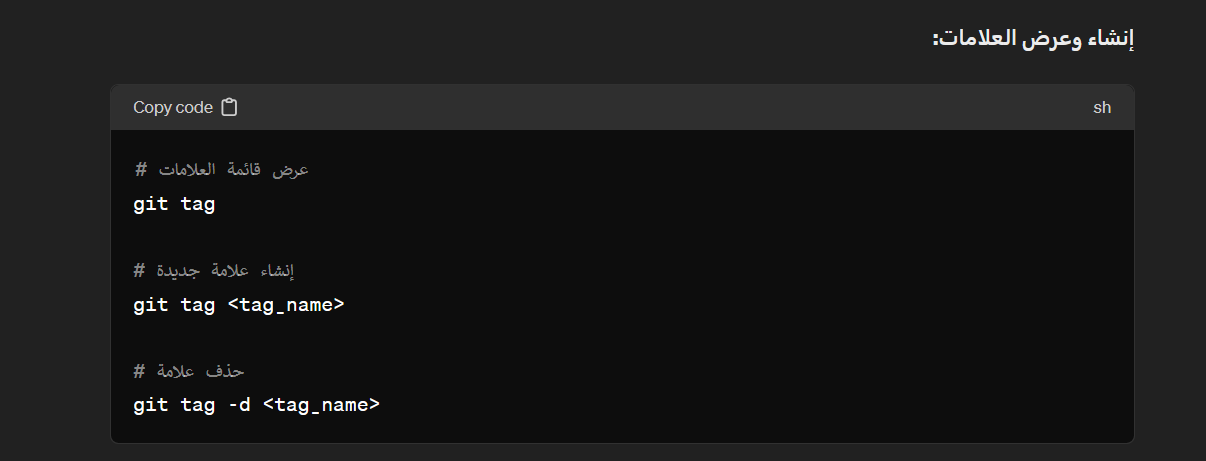 إنشاء وعرض العلامات:
Copy code
sh
# عرض قائمة العلامات
git tag
# إنشاء علامة جديدة
git tag <tag_name>
# حذف علامة
git tag -d <tag_name>